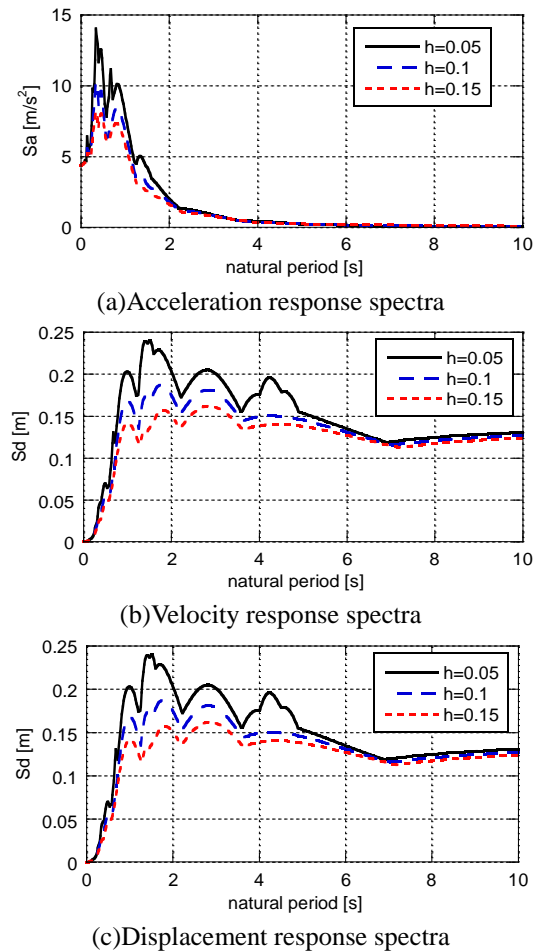 15
10
5
0
Sa [m/s²]
h=0.05
h=0.1
h=0.15
0 2 4 6 8 10
natural period [s]
(a)Acceleration response spectra
0.25
0.2
0.15
0.1
0.05
0
Sd [m]
h=0.05
h=0.1
h=0.15
0 2 4 6 8 10
natural period [s]
(b)Velocity response spectra
0.25
0.2
0.15
0.1
0.05
0
Sd [m]
h=0.05
h=0.1
h=0.15
0 2 4 6 8 10
natural period [s]
(c)Displacement response spectra